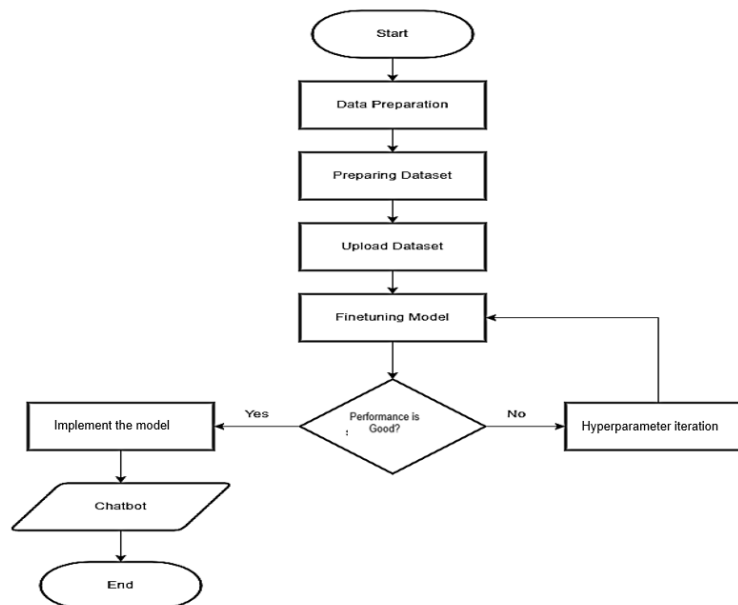 Start
Data Preparation
Preparing Dataset
Upload Dataset
Finetuning Model
Performance is
Good?
Yes
No
Implement the model
Hyperparameter iteration
Chatbot
End